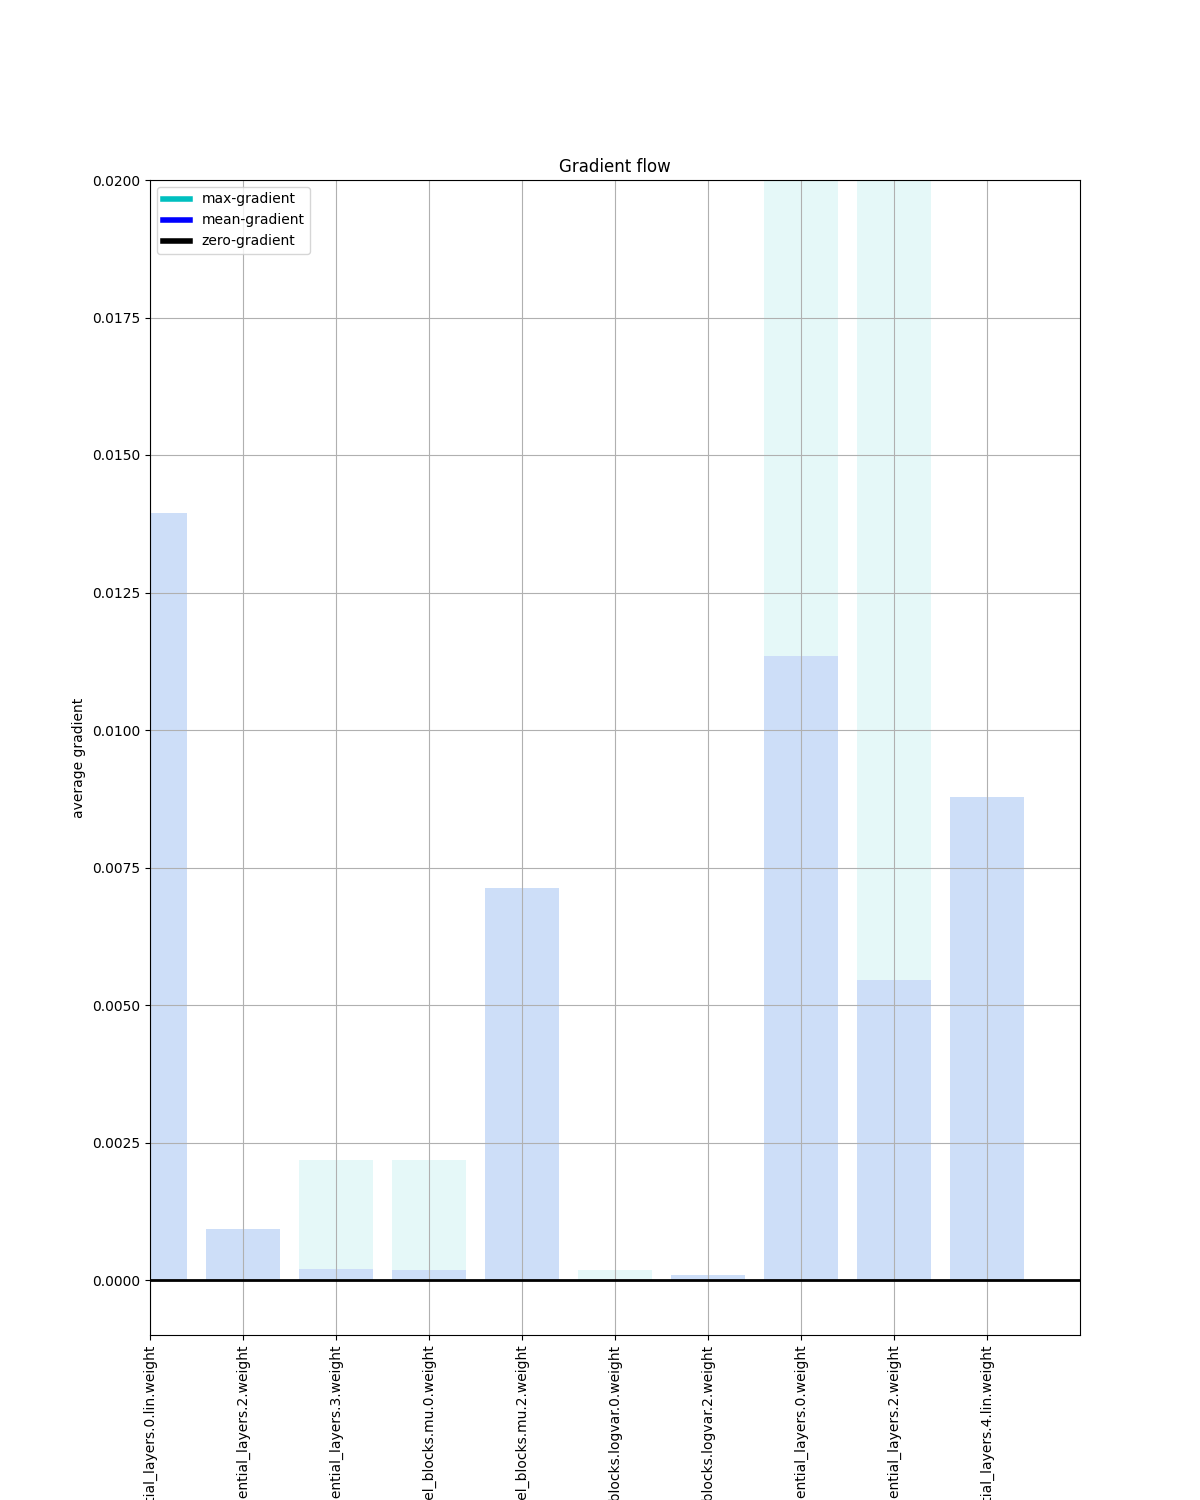 Gradient flow
max-gradient
mean-gradient
zero-gradient
0.0200
0.0175
0.0150
0.0125
0.0100
0.0075
0.0050
0.0025
0.0000
average gradient
tial_layers.0.lin.weight
ential_layers.2.weight
ential_layers.3.weight
el_blocks.mu.0.weight
el_blocks.mu.2.weight
blocks.logvar.0.weight
blocks.logvar.2.weight
ential_layers.0.weight
ential_layers.2.weight
tial_layers.4.lin.weight